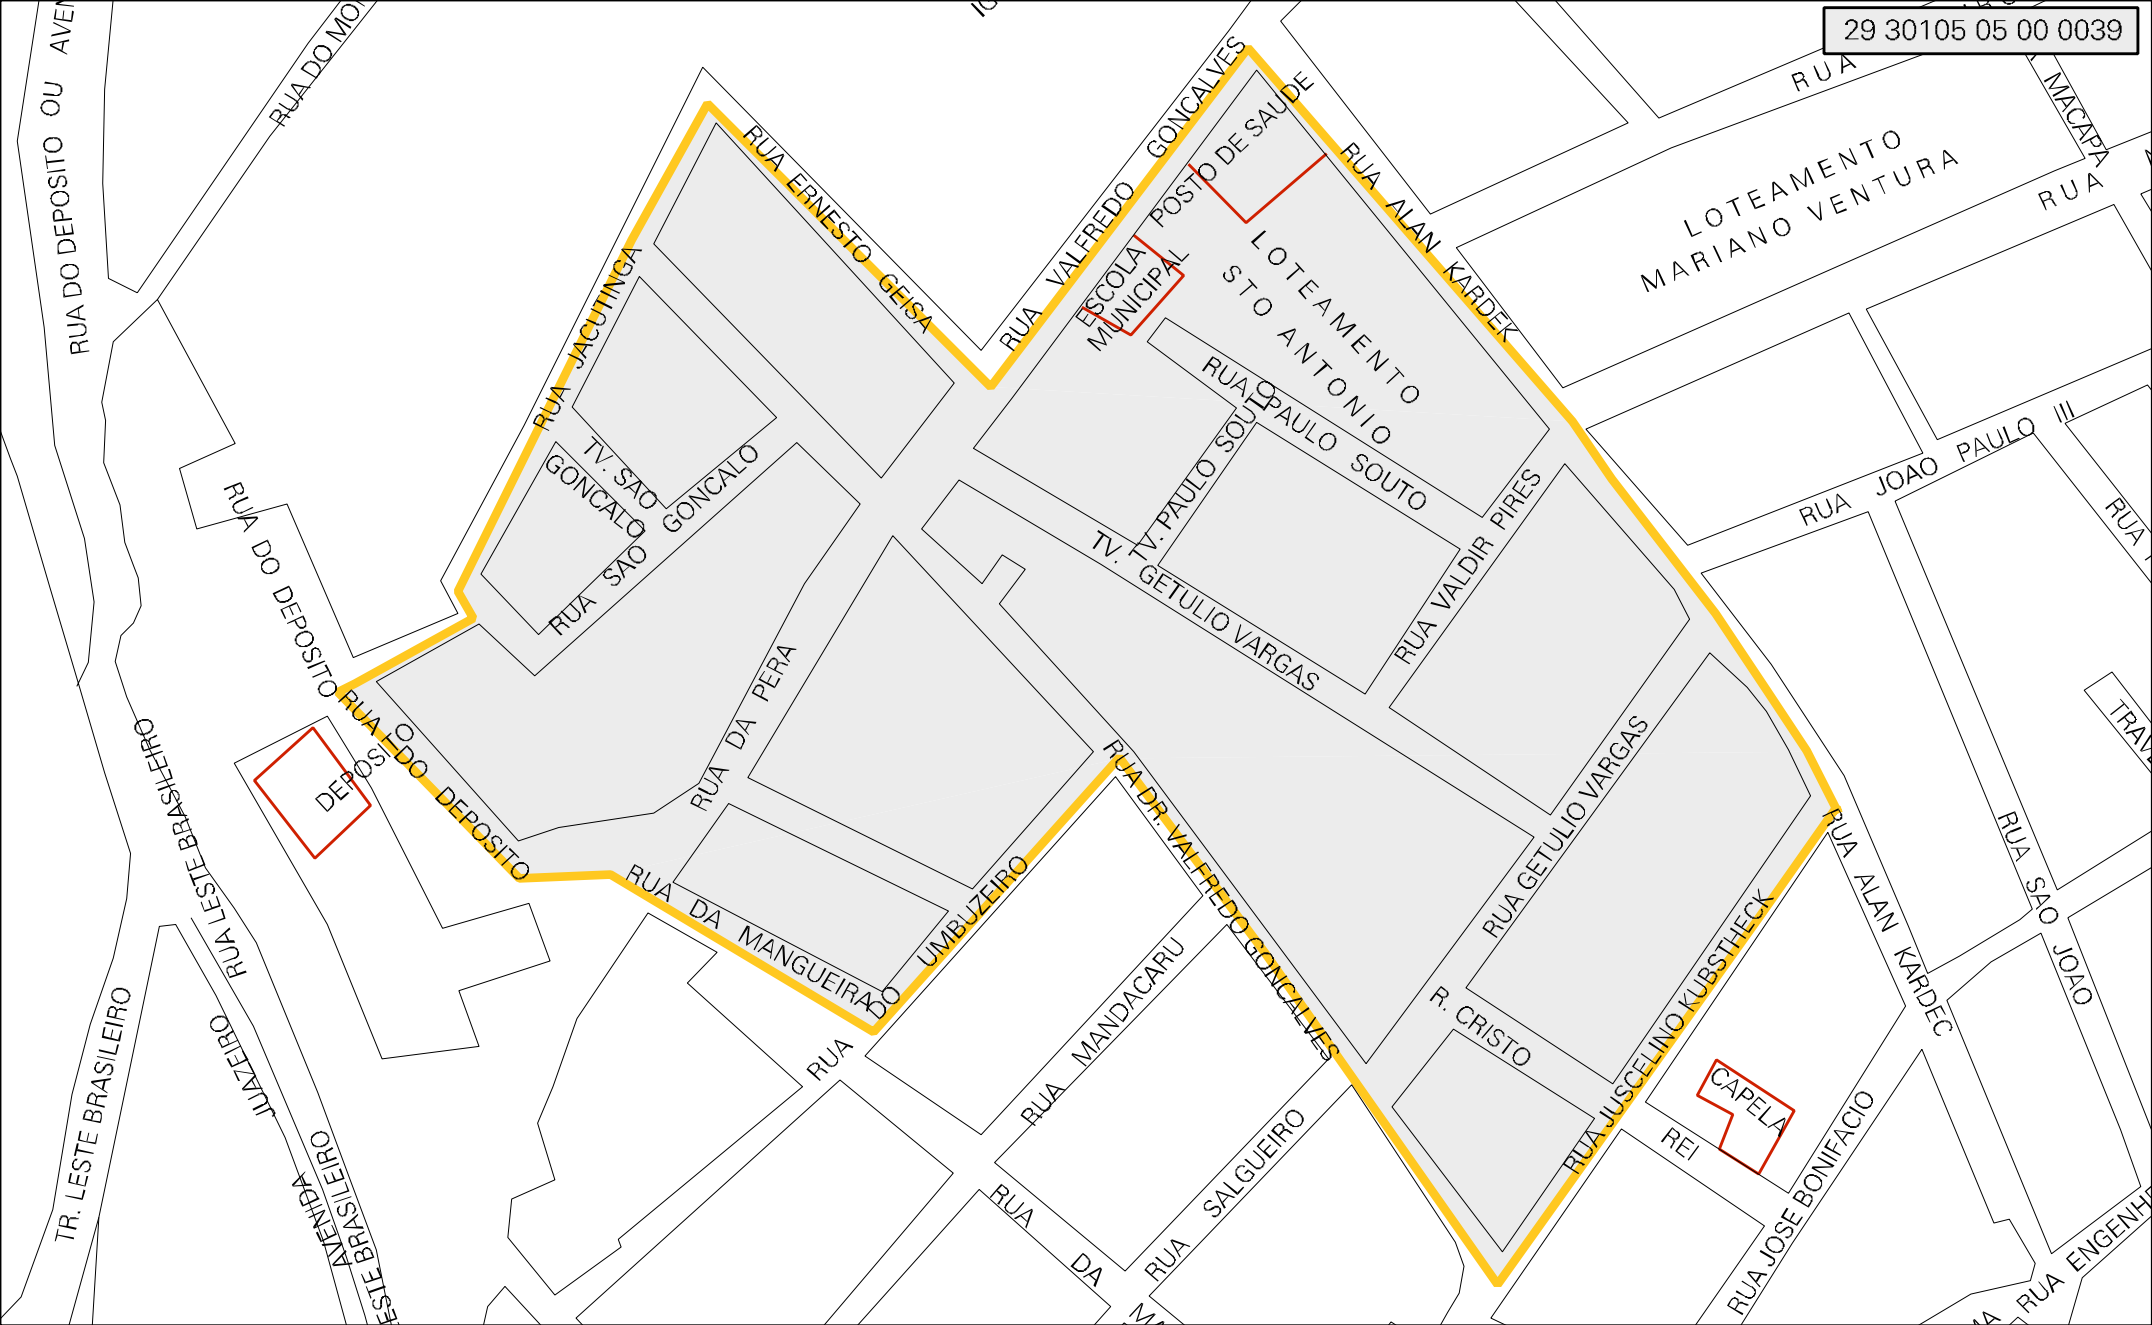 29 30105 05 00 0039
RUA DO DEPOSITO OU
RUA DO
RUA
MACAPA
RUA
LOTEAMENTO
MARIANO VENTURA
RUA ERNESTO GEISA
RUA VALFREDO GONCALVES
POSTO DE SAUDE
RUA ALAN KARDEK
ESCOLA
MUNICIPAL
LOTEAMENTO
STO ANTONIO
RUA JACUTINGA
RUA PAULO SOUTO
TV. PAULO SOUTO
TV. SAO
GONCALO
RUA SAO GONCALO
RUA VALDIR PIRES
RUA JOAO PAULO III
RUA
RUA DO DEPOSITO
TV. GETULIO VARGAS
RUA DA PERA
RUA DO DEPOSITO
DEPOSITO
RUA LESTE BRASILEIRO
RUA DR. VALFREDO GONCALVES
RUA GETULIO VARGAS
RUA DA MANGUEIRA
RUA DO UMBUZEIRO
RUA ALAN KARDEC
RUA SAO JOAO
RUA JUSCELINO KUBSTHECK
RUA MANDACARU
R. CRISTO
REI
CAPELA
TR. LESTE BRASILEIRO
JUAZEIRO
AVENIDA
LESTE BRASILEIRO
RUA SALGUEIRO
RUA JOSE BONIFACIO
RUA DA
RUA